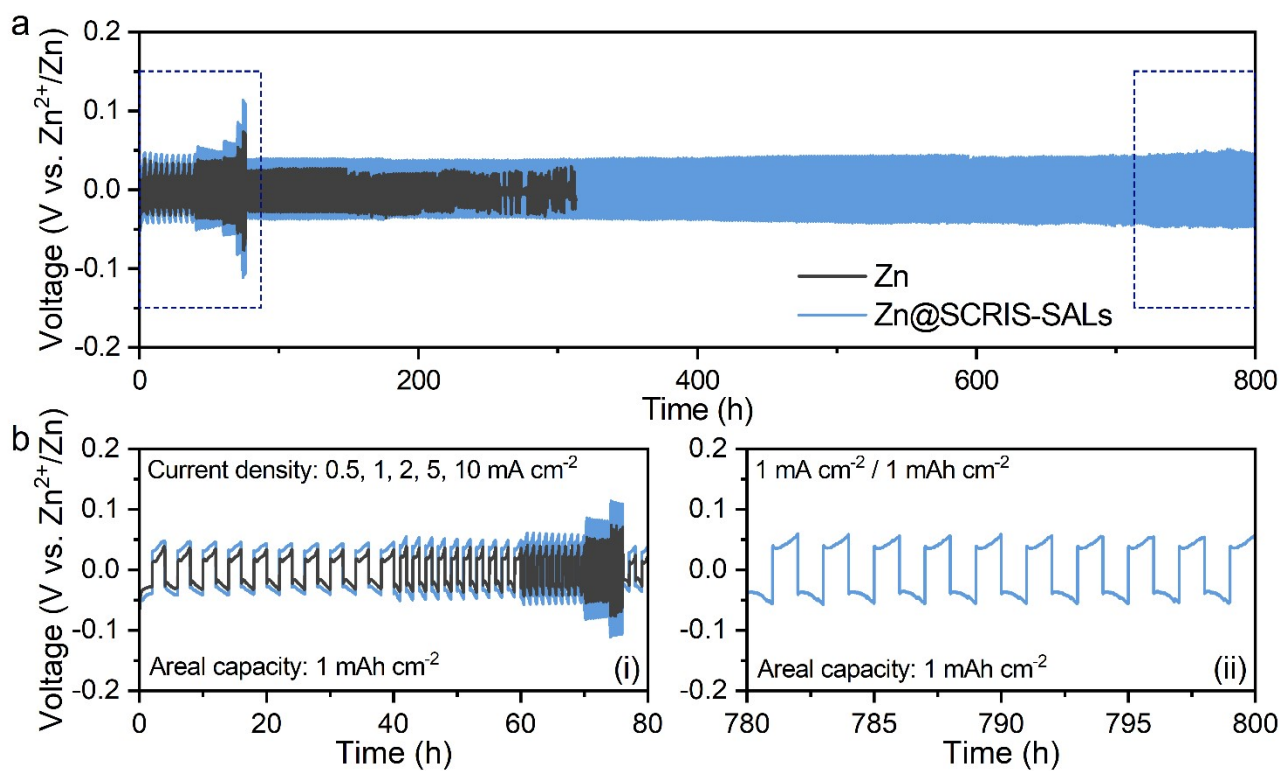 a
0.2
0.1
0.0
-0.1
-0.2
Voltage (V vs. Zn²⁺/Zn)
Zn
Zn@SCRIS-SALs
0 200 400 600 800
Time (h)
b
0.2
0.1
0.0
-0.1
-0.2
Voltage (V vs. Zn²⁺/Zn)
Current density: 0.5, 1, 2, 5, 10 mA cm⁻²
Areal capacity: 1 mAh cm⁻²
(i)
0 20 40 60 80
Time (h)
0.2
0.1
0.0
-0.1
-0.2
1 mA cm⁻² / 1 mAh cm⁻²
Areal capacity: 1 mAh cm⁻²
(ii)
780 785 790 795 800
Time (h)